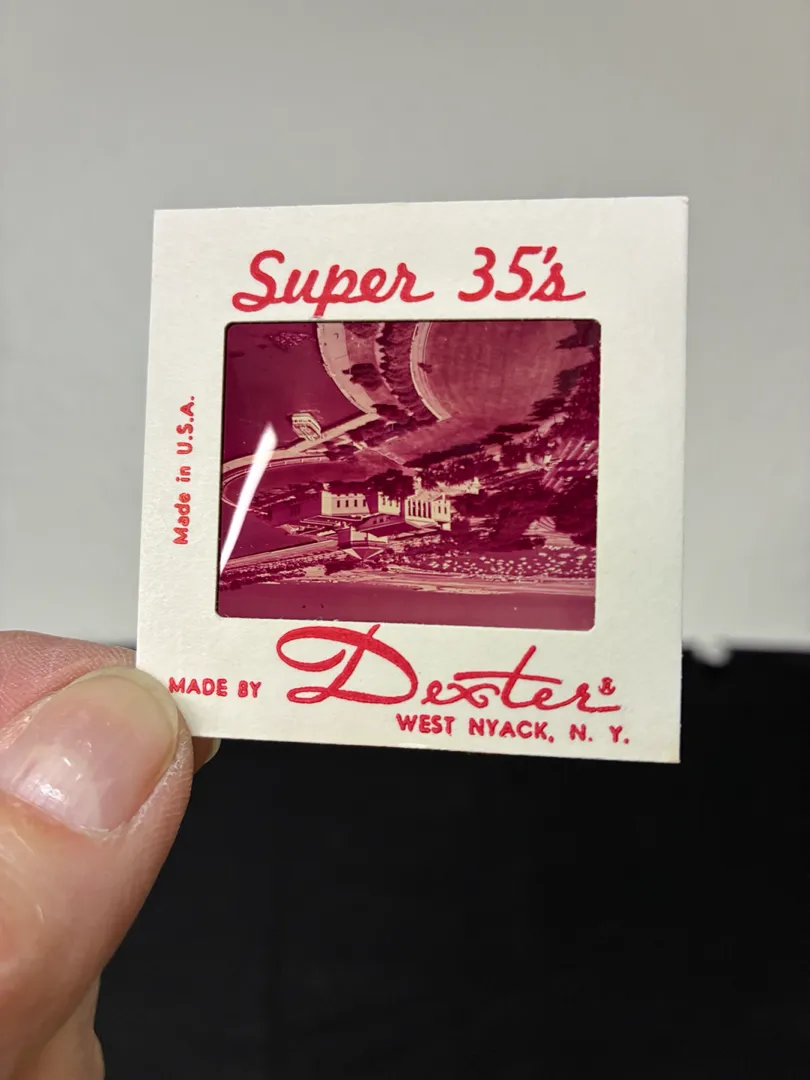 Super 35's
Made in U.S.A.
MADE BY Dexter®
WEST NYACK, N. Y.